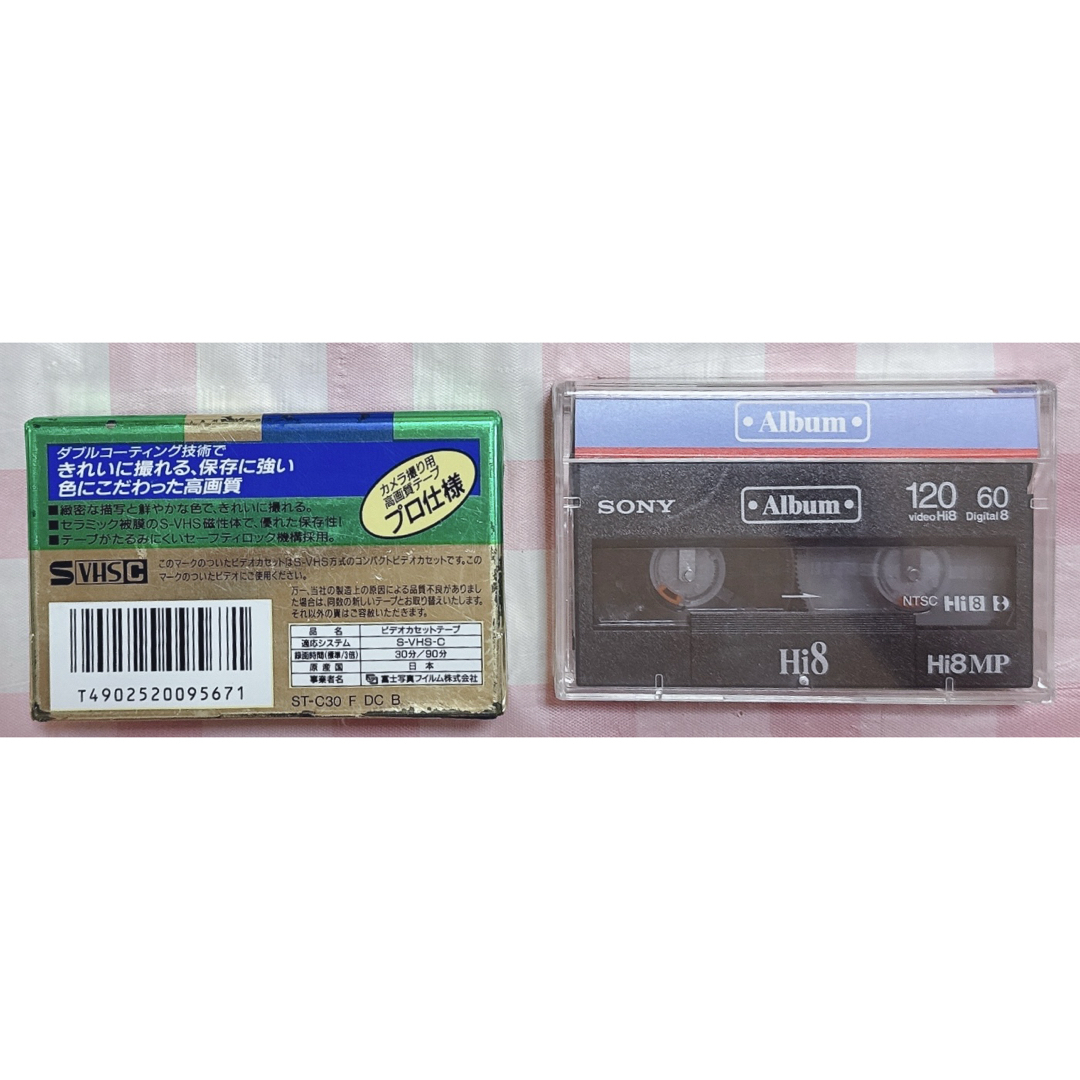 ダブルコーティング技術で
きれいに撮れる、保存に強い
色にこだわった高画質
カメラ撮り用
高画質テープ
プロ仕様
■緻密な描写と鮮やかな色で、きれいに撮れる。
■セラミック被膜のS-VHS磁性体で、優れた保存性!
■テープがたるみにくいセーフティロック機構採用。
S VHS C
このマークのついたビデオカセットはS-VHS方式のコンパクトビデオカセットです。この
マークのついたビデオにご使用ください。
万一、当社の製造上の原因による品質不良がありまし
た場合は、同数の新しいテープとお取り替えいたします。
それ以外の責はご容赦いただきます。
品名 ビデオカセットテープ
適応システム S-VHS-C
録画時間(標準/3倍) 30分/90分
原産国 日本
事業者名 富士写真フイルム株式会社
T4902520095671
ST-C30 F DC B
• Album •
SONY
• Album •
120 60
video Hi8 Digital 8
NTSC Hi8
Hi8
Hi8 MP